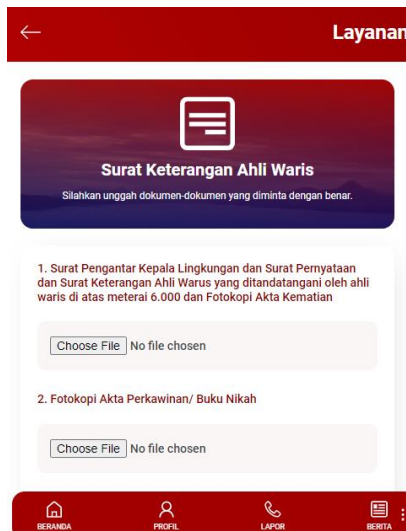 Layanan
Surat Keterangan Ahli Waris
Silahkan unggah dokumen-dokumen yang diminta dengan benar.
1. Surat Pengantar Kepala Lingkungan dan Surat Pernyataan
dan Surat Keterangan Ahli Warus yang ditandatangani oleh ahli
waris di atas meterai 6.000 dan Fotokopi Akta Kematian
Choose File No file chosen
2. Fotokopi Akta Perkawinan/ Buku Nikah
Choose File No file chosen
BERANDA PROFIL LAPOR BERITA